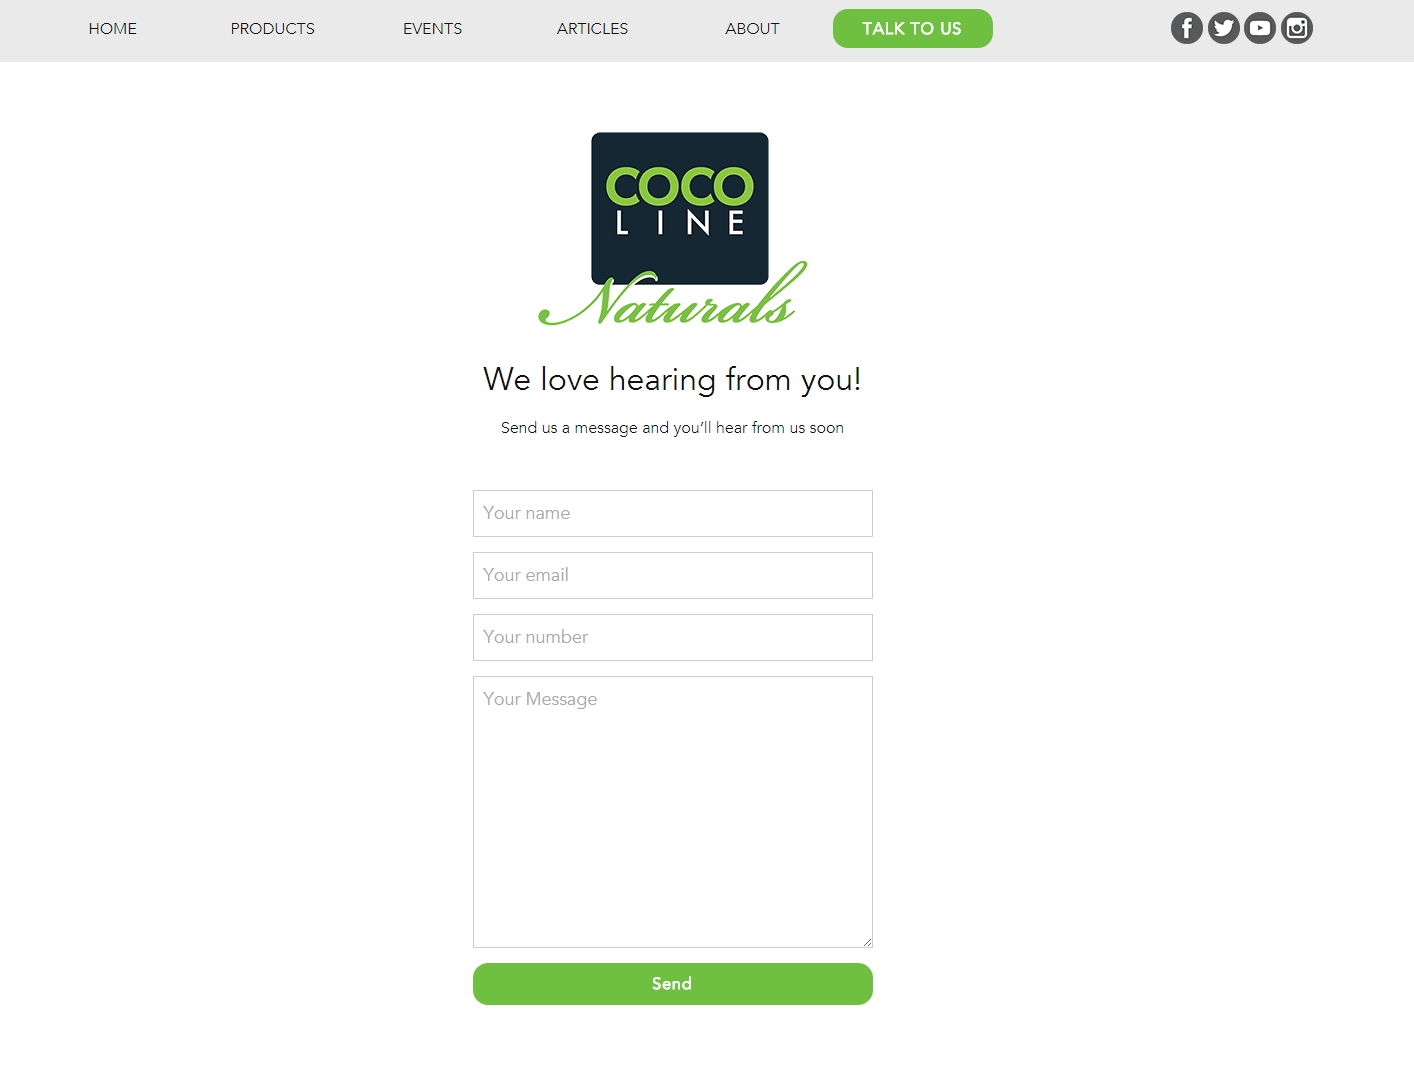 HOME PRODUCTS EVENTS ARTICLES ABOUT TALK TO US
COCO
LINE
Naturals
We love hearing from you!
Send us a message and you’ll hear from us soon
Your name
Your email
Your number
Your Message
Send